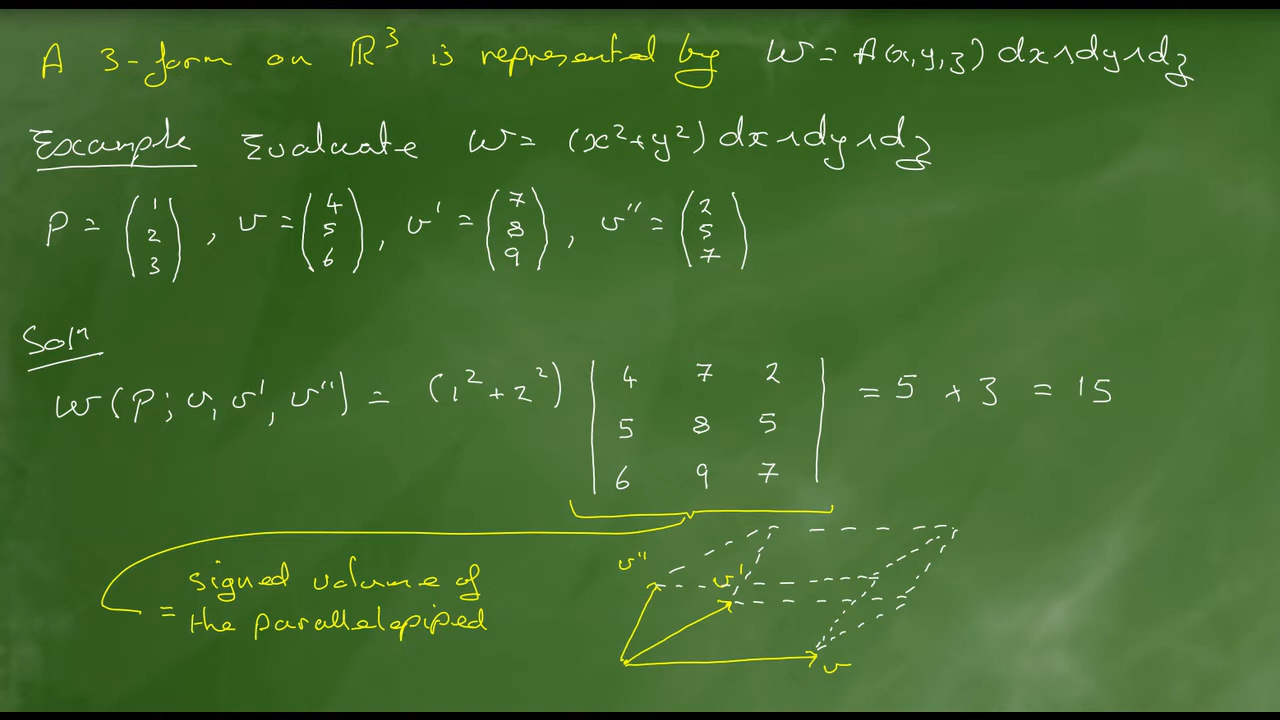 A 3-form on ℝ³ is represented by ω = A(x,y,z) dx∧dy∧dz
Example Evaluate ω = (x²+y²) dx∧dy∧dz
P = (1 2 3), v = (4 5 6), v' = (7 8 9), v'' = (2 5 7)
Solⁿ
ω(P; v, v', v'') = (1² + 2²) | 4 7 2 | = 5 × 3 = 15
5 8 5
6 9 7
v''
v'
= signed volume of
the parallelepiped
v